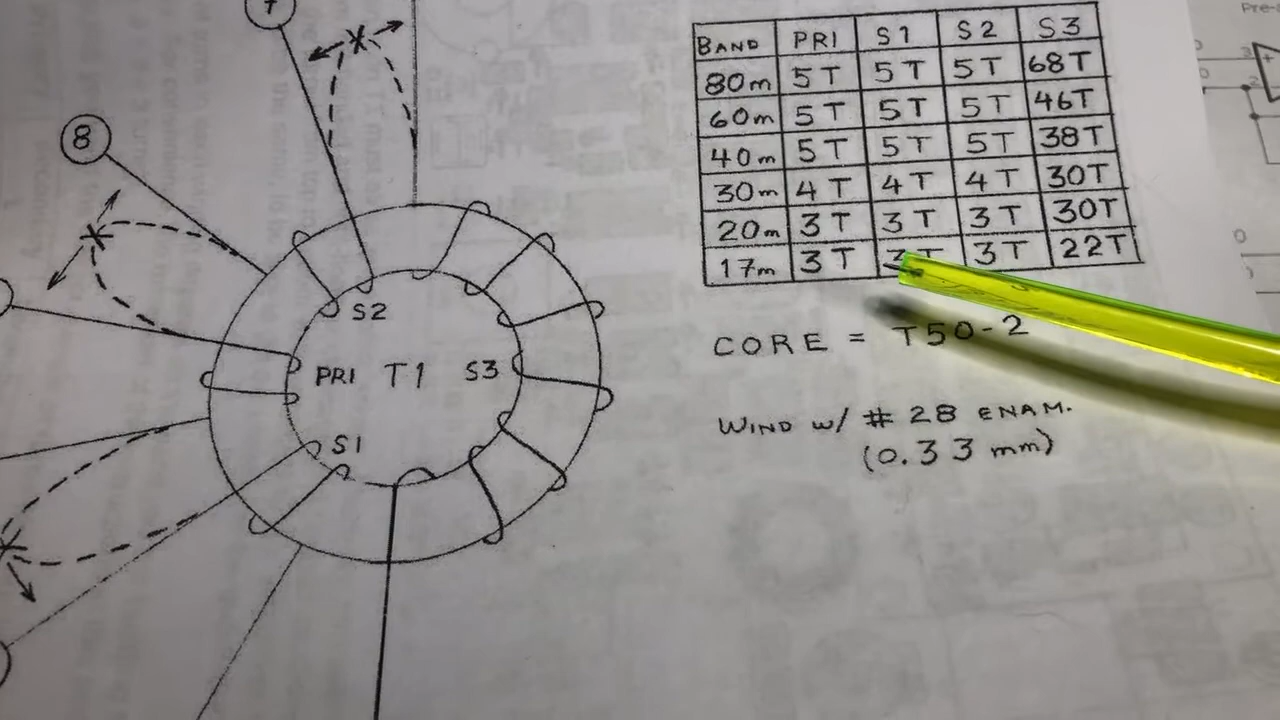 7
BAND PRI S1 S2 S3
80m 5T 5T 5T 68T
60m 5T 5T 5T 46T
40m 5T 5T 5T 38T
30m 4T 4T 4T 30T
20m 3T 3T 3T 30T
17m 3T 3T 3T 22T
8
S2
PRI T1 S3
S1
CORE = T50-2
WIND W/ # 28 ENAM.
(0.33 mm)